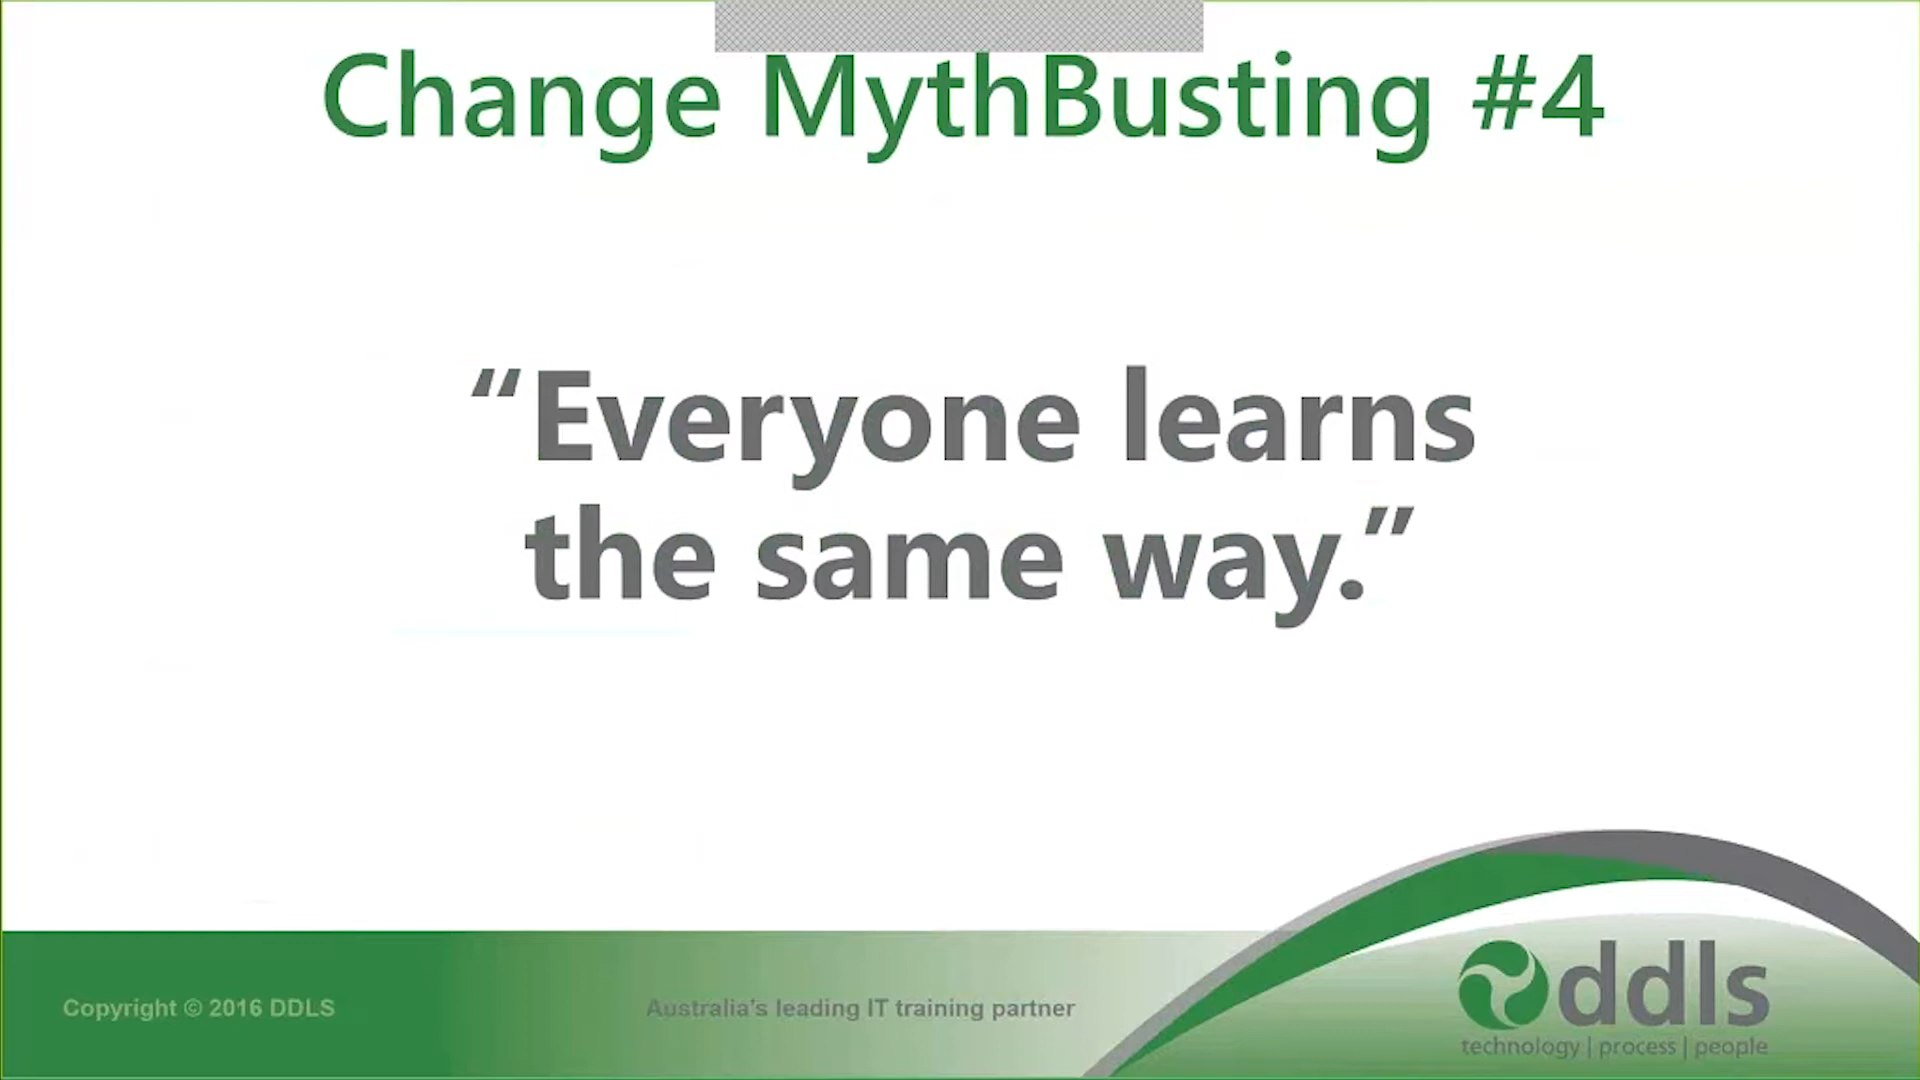 Change MythBusting #4
“Everyone learns
the same way.”
Copyright © 2016 DDLS
Australia's leading IT training partner
ddls
technology | process | people